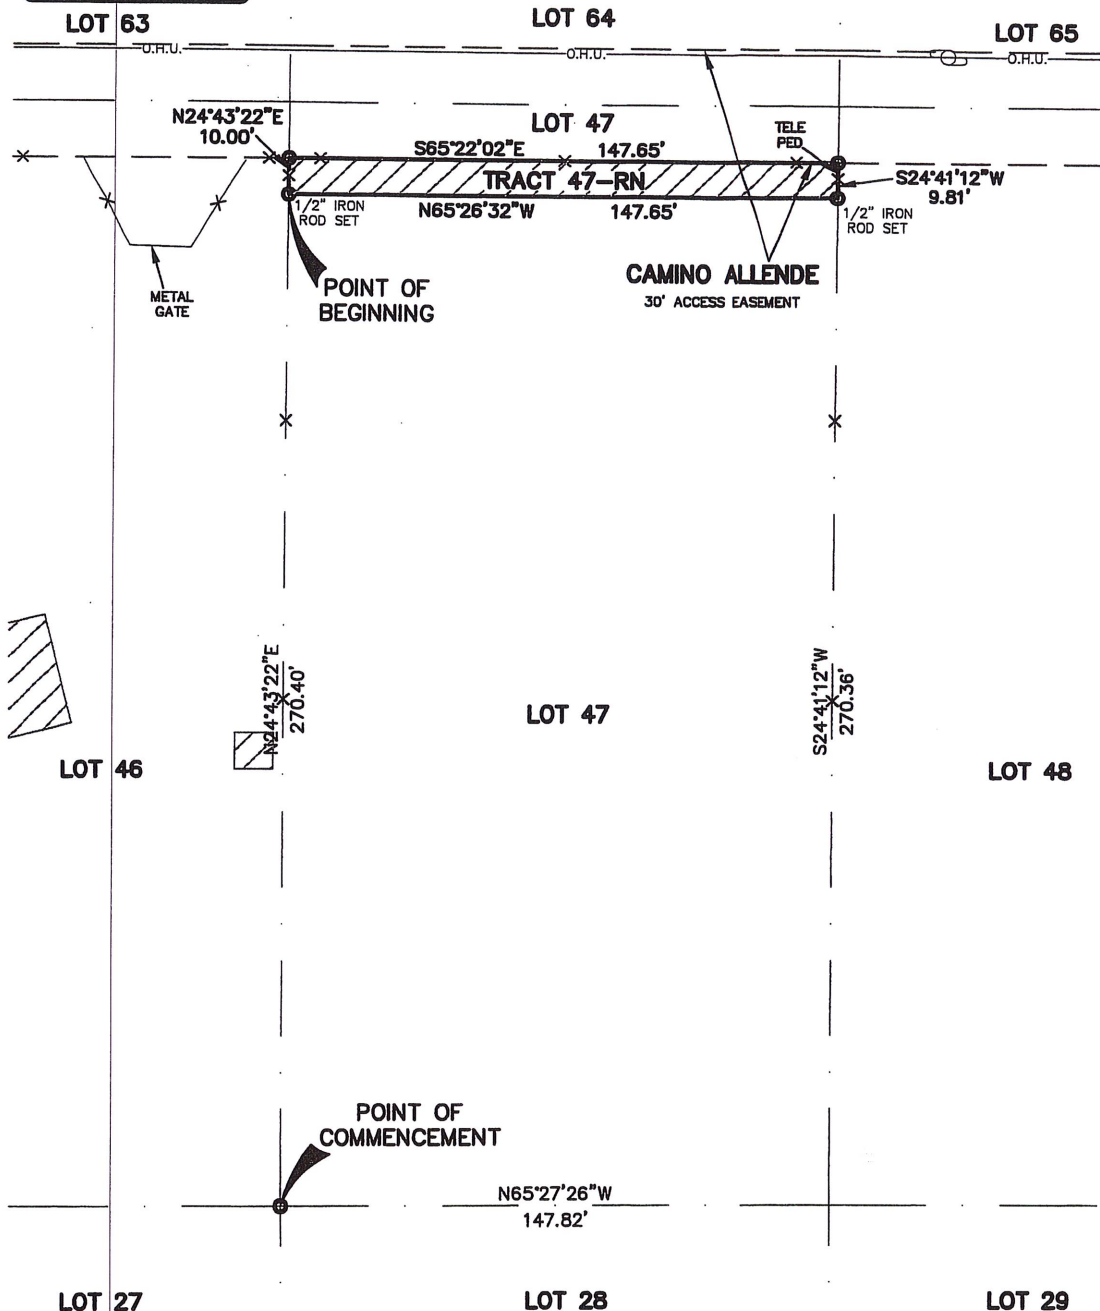 LOT 63
LOT 64
LOT 65
O.H.U.
O.H.U.
O.H.U.
N24°43'22"E
10.00'
LOT 47
TELE
PED
S65°22'02"E 147.65'
TRACT 47-RN
S24°41'12"W
9.81'
N65°26'32"W 147.65'
1/2" IRON
ROD SET
1/2" IRON
ROD SET
POINT OF
BEGINNING
CAMINO ALLENDE
30' ACCESS EASEMENT
METAL
GATE
N24°43'22"E
270.40'
LOT 47
S24°41'12"W
270.36'
LOT 46
LOT 48
POINT OF
COMMENCEMENT
N65°27'26"W
147.82'
LOT 27
LOT 28
LOT 29